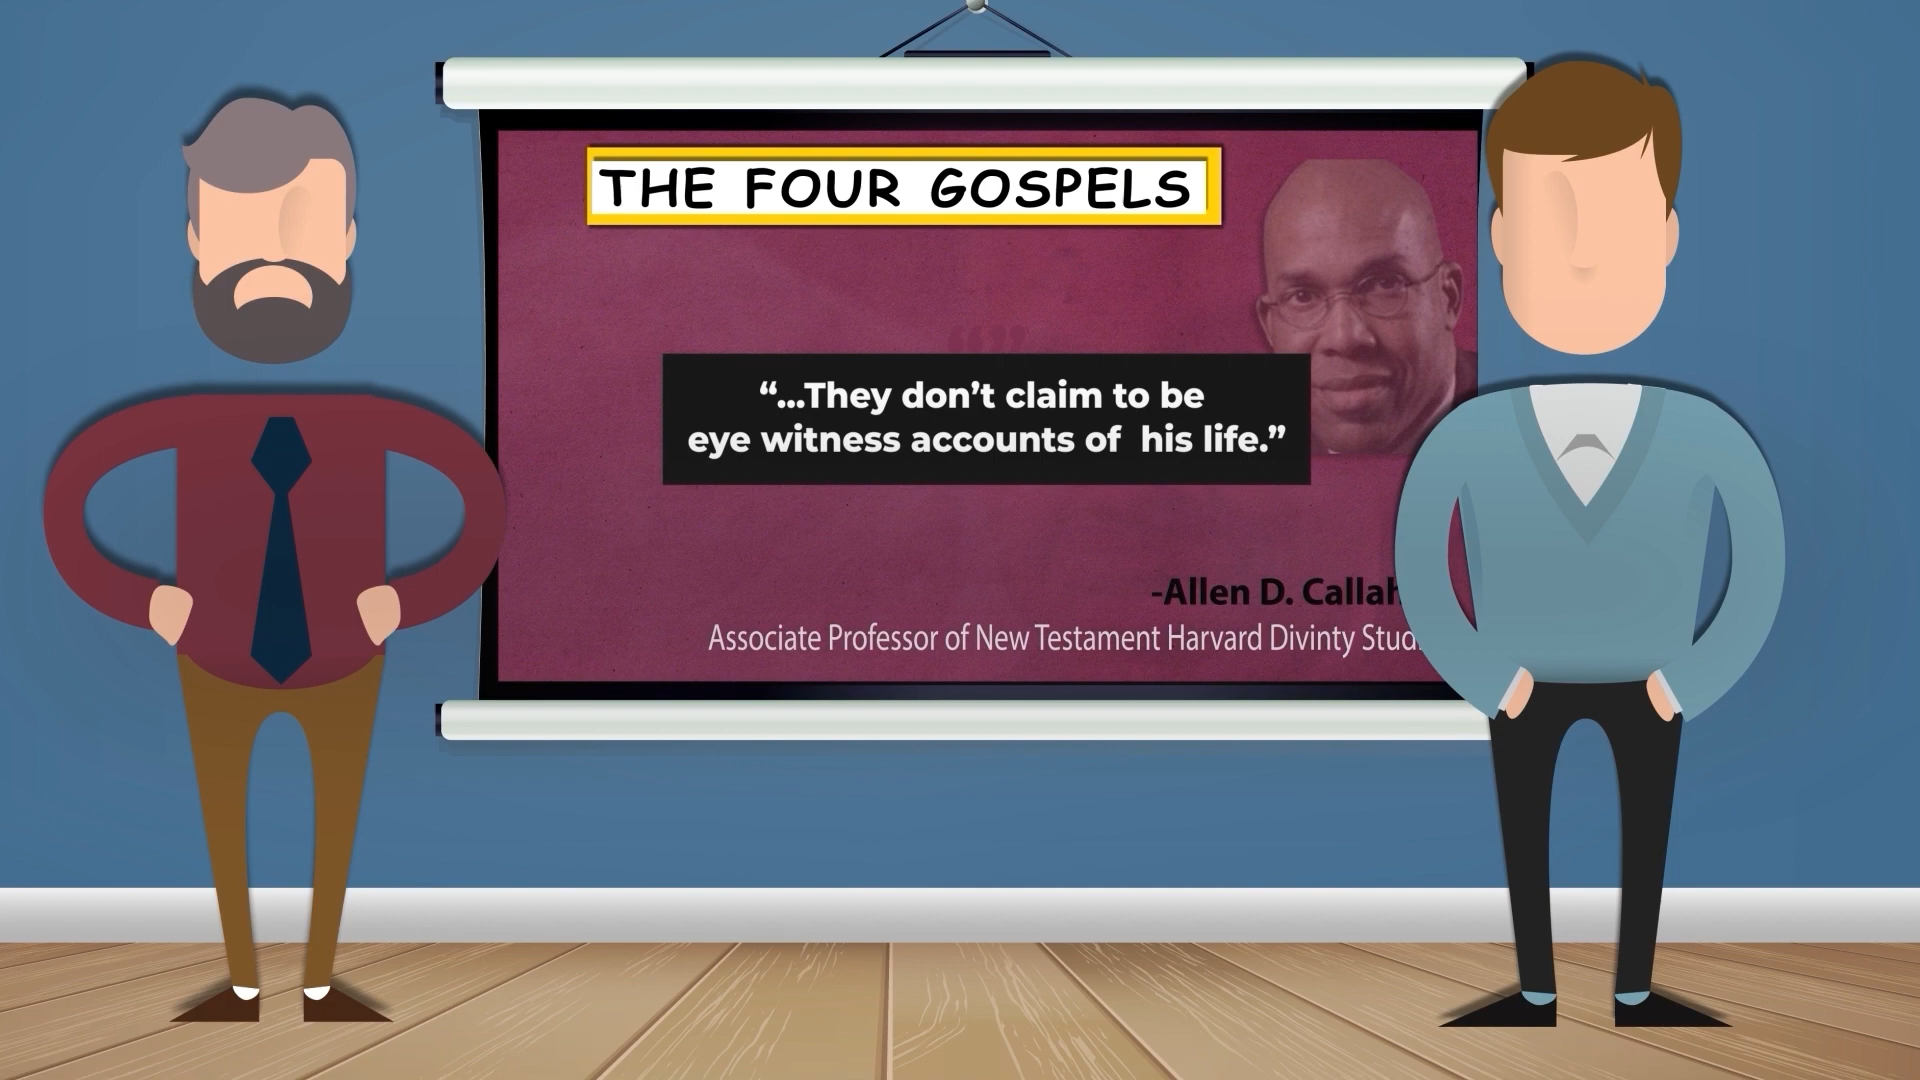 THE FOUR GOSPELS
“...They don’t claim to be
eye witness accounts of his life.”
-Allen D.
Associate Professor of New Testament Harvard Divinty